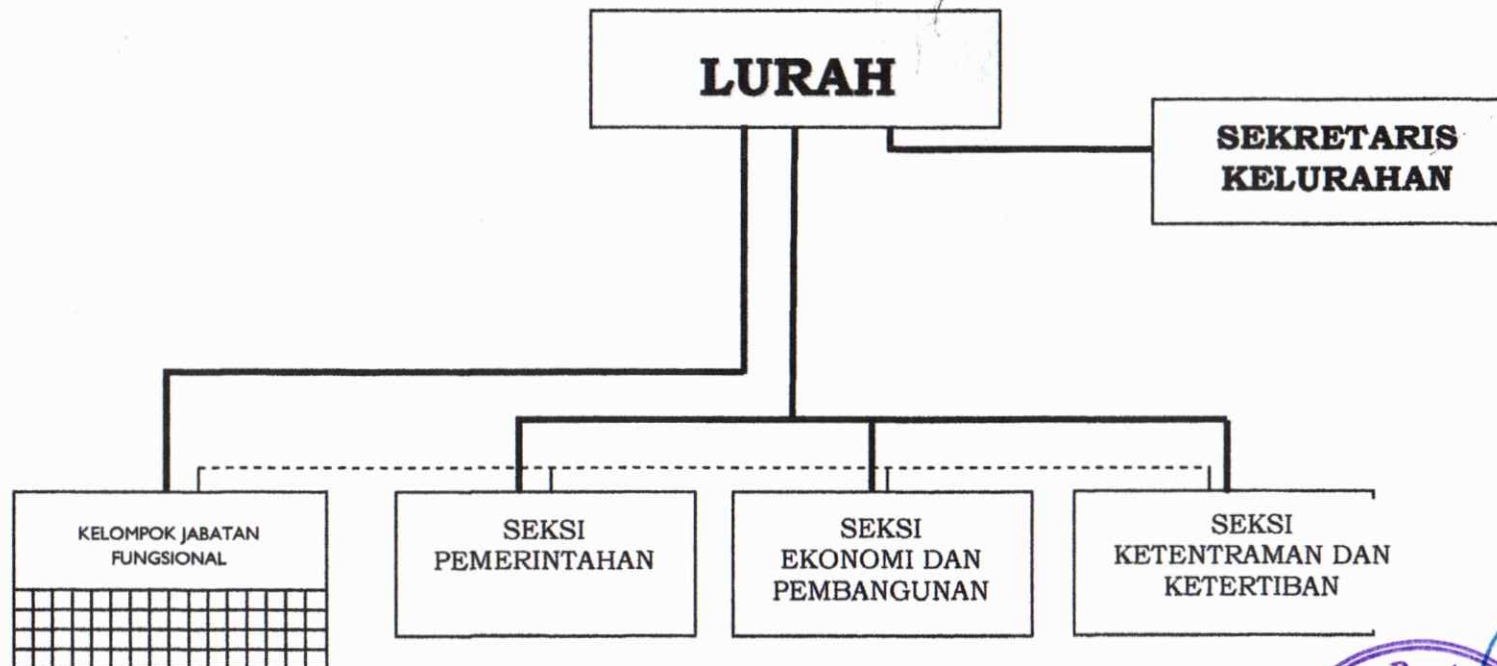 LURAH
SEKRETARIS
KELURAHAN
KELOMPOK JABATAN
FUNGSIONAL
SEKSI
PEMERINTAHAN
SEKSI
EKONOMI DAN
PEMBANGUNAN
SEKSI
KETENTRAMAN DAN
KETERTIBAN